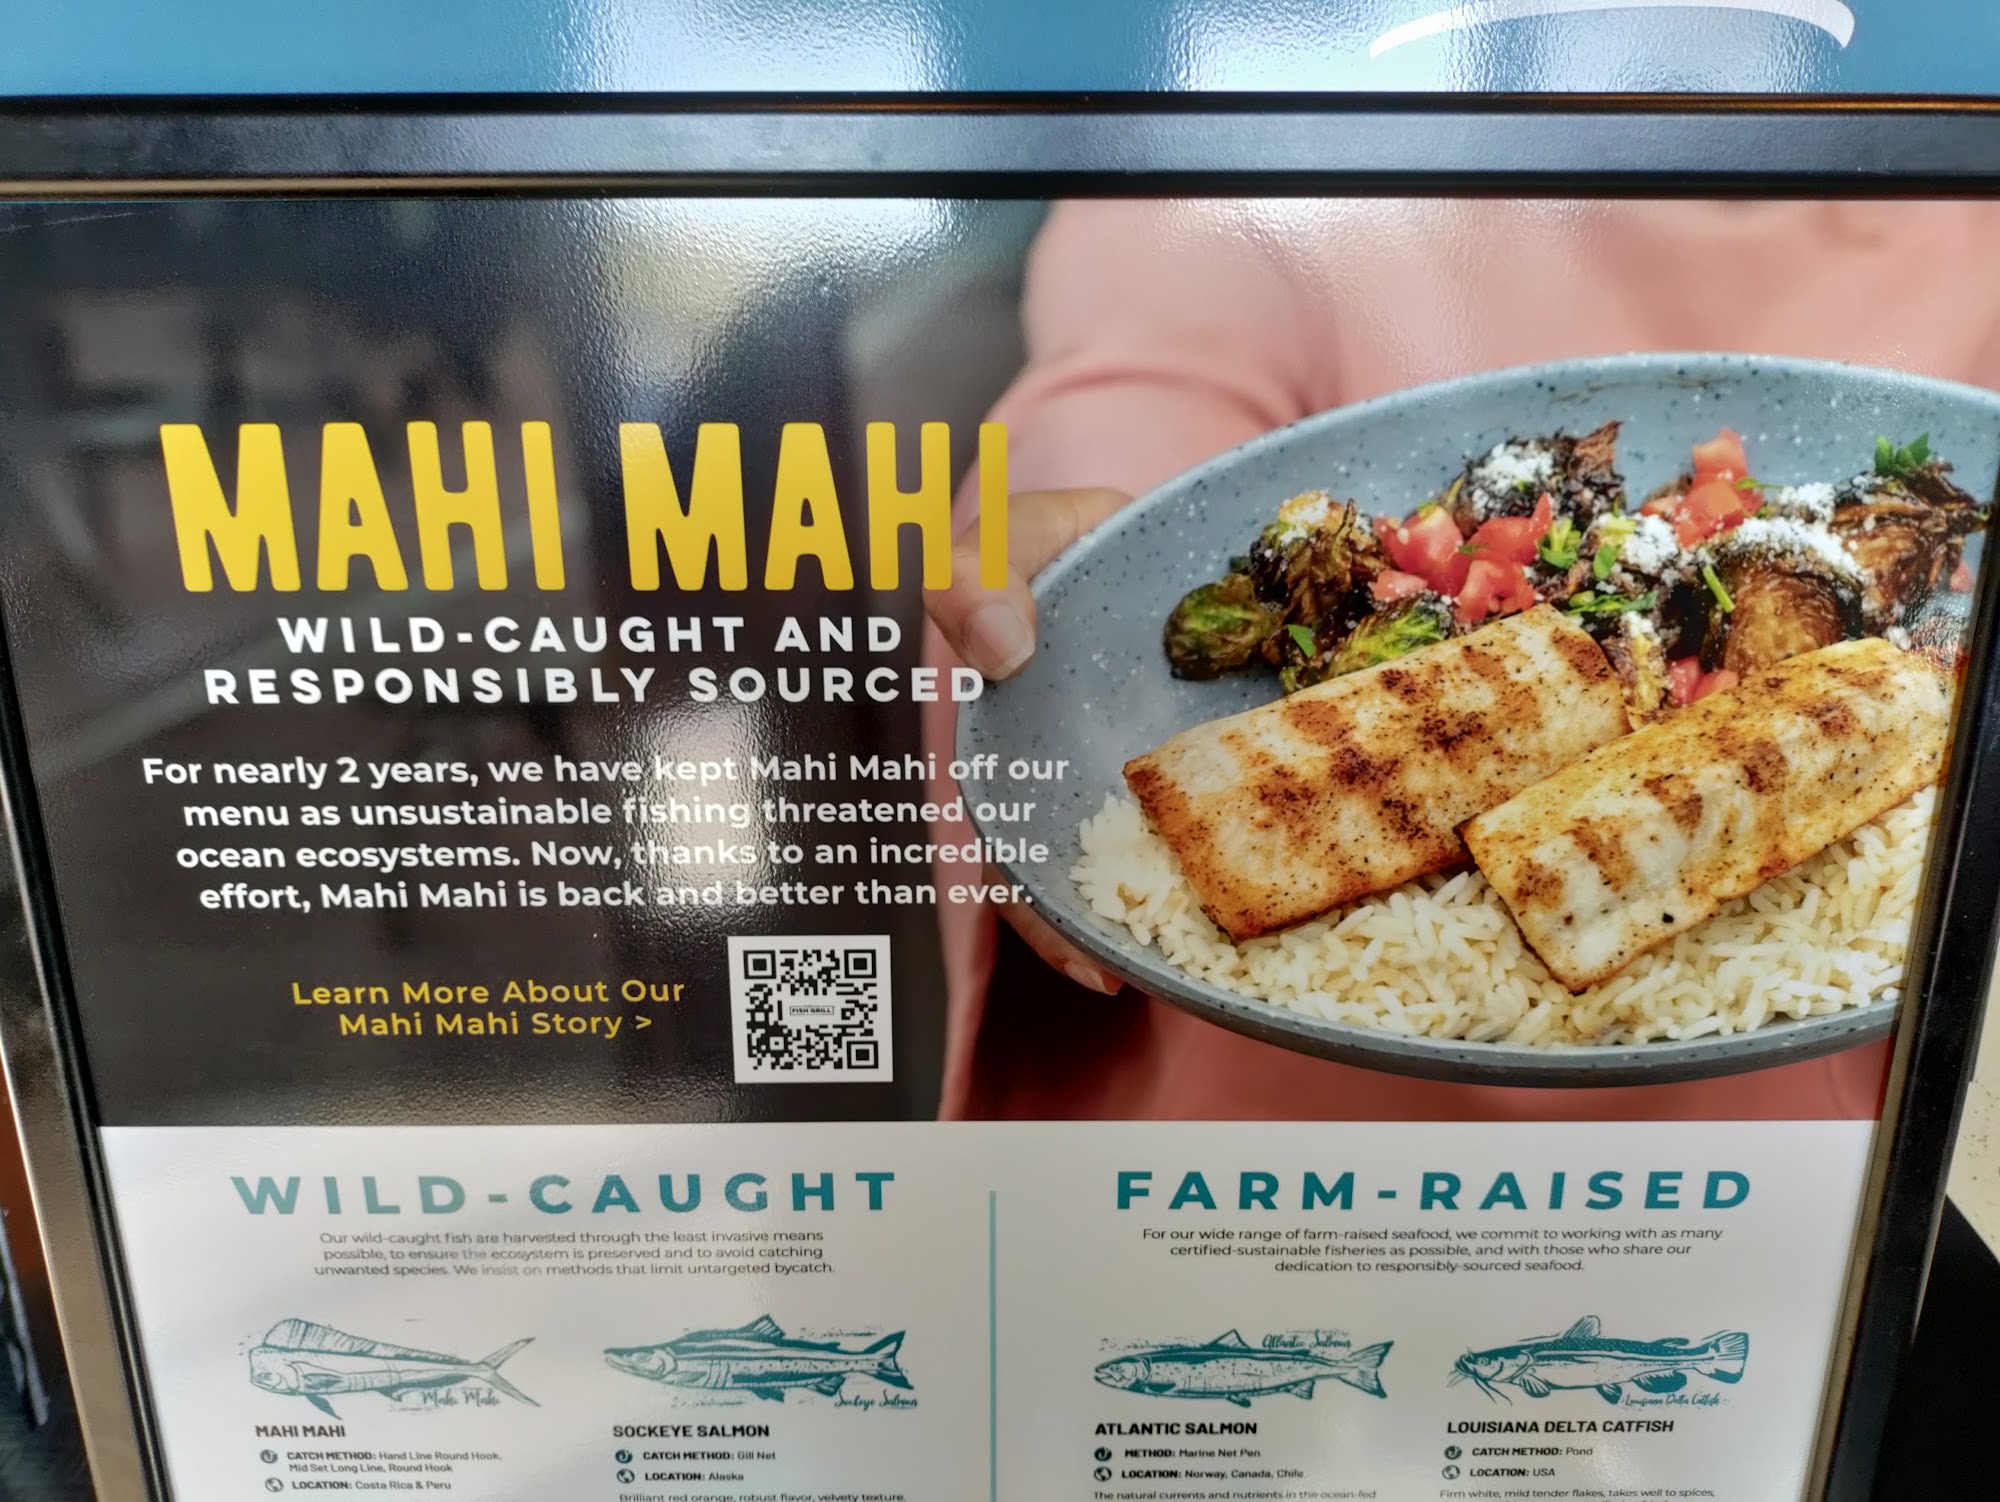 MAHI MAHI
WILD-CAUGHT AND
RESPONSIBLY SOURCED
For nearly 2 years, we have kept Mahi Mahi off our
menu as unsustainable fishing threatened our
ocean ecosystems. Now, thanks to an incredible
effort, Mahi Mahi is back and better than ever.
Learn More About Our
Mahi Mahi Story >
FISH GRILL
WILD-CAUGHT
Our wild-caught fish are harvested through the least invasive means
possible, to ensure the ecosystem is preserved and to avoid catching
unwanted species. We insist on methods that limit untargeted bycatch.
Mahi Mahi
MAHI MAHI
CATCH METHOD: Hand Line Round Hook,
Mid Set Long Line, Round Hook
LOCATION: Costa Rica & Peru
Sockeye Salmon
SOCKEYE SALMON
CATCH METHOD: Gill Net
LOCATION: Alaska
Brilliant red orange, robust flavor, velvety texture.
FARM-RAISED
For our wide range of farm-raised seafood, we commit to working with as many
certified-sustainable fisheries as possible, and with those who share our
dedication to responsibly-sourced seafood.
Atlantic Salmon
ATLANTIC SALMON
METHOD: Marine Net Pen
LOCATION: Norway, Canada, Chile
The natural currents and nutrients in the ocean-fed
Louisiana Delta Catfish
LOUISIANA DELTA CATFISH
CATCH METHOD: Pond
LOCATION: USA
Firm white, mild tender flakes, takes well to spices,